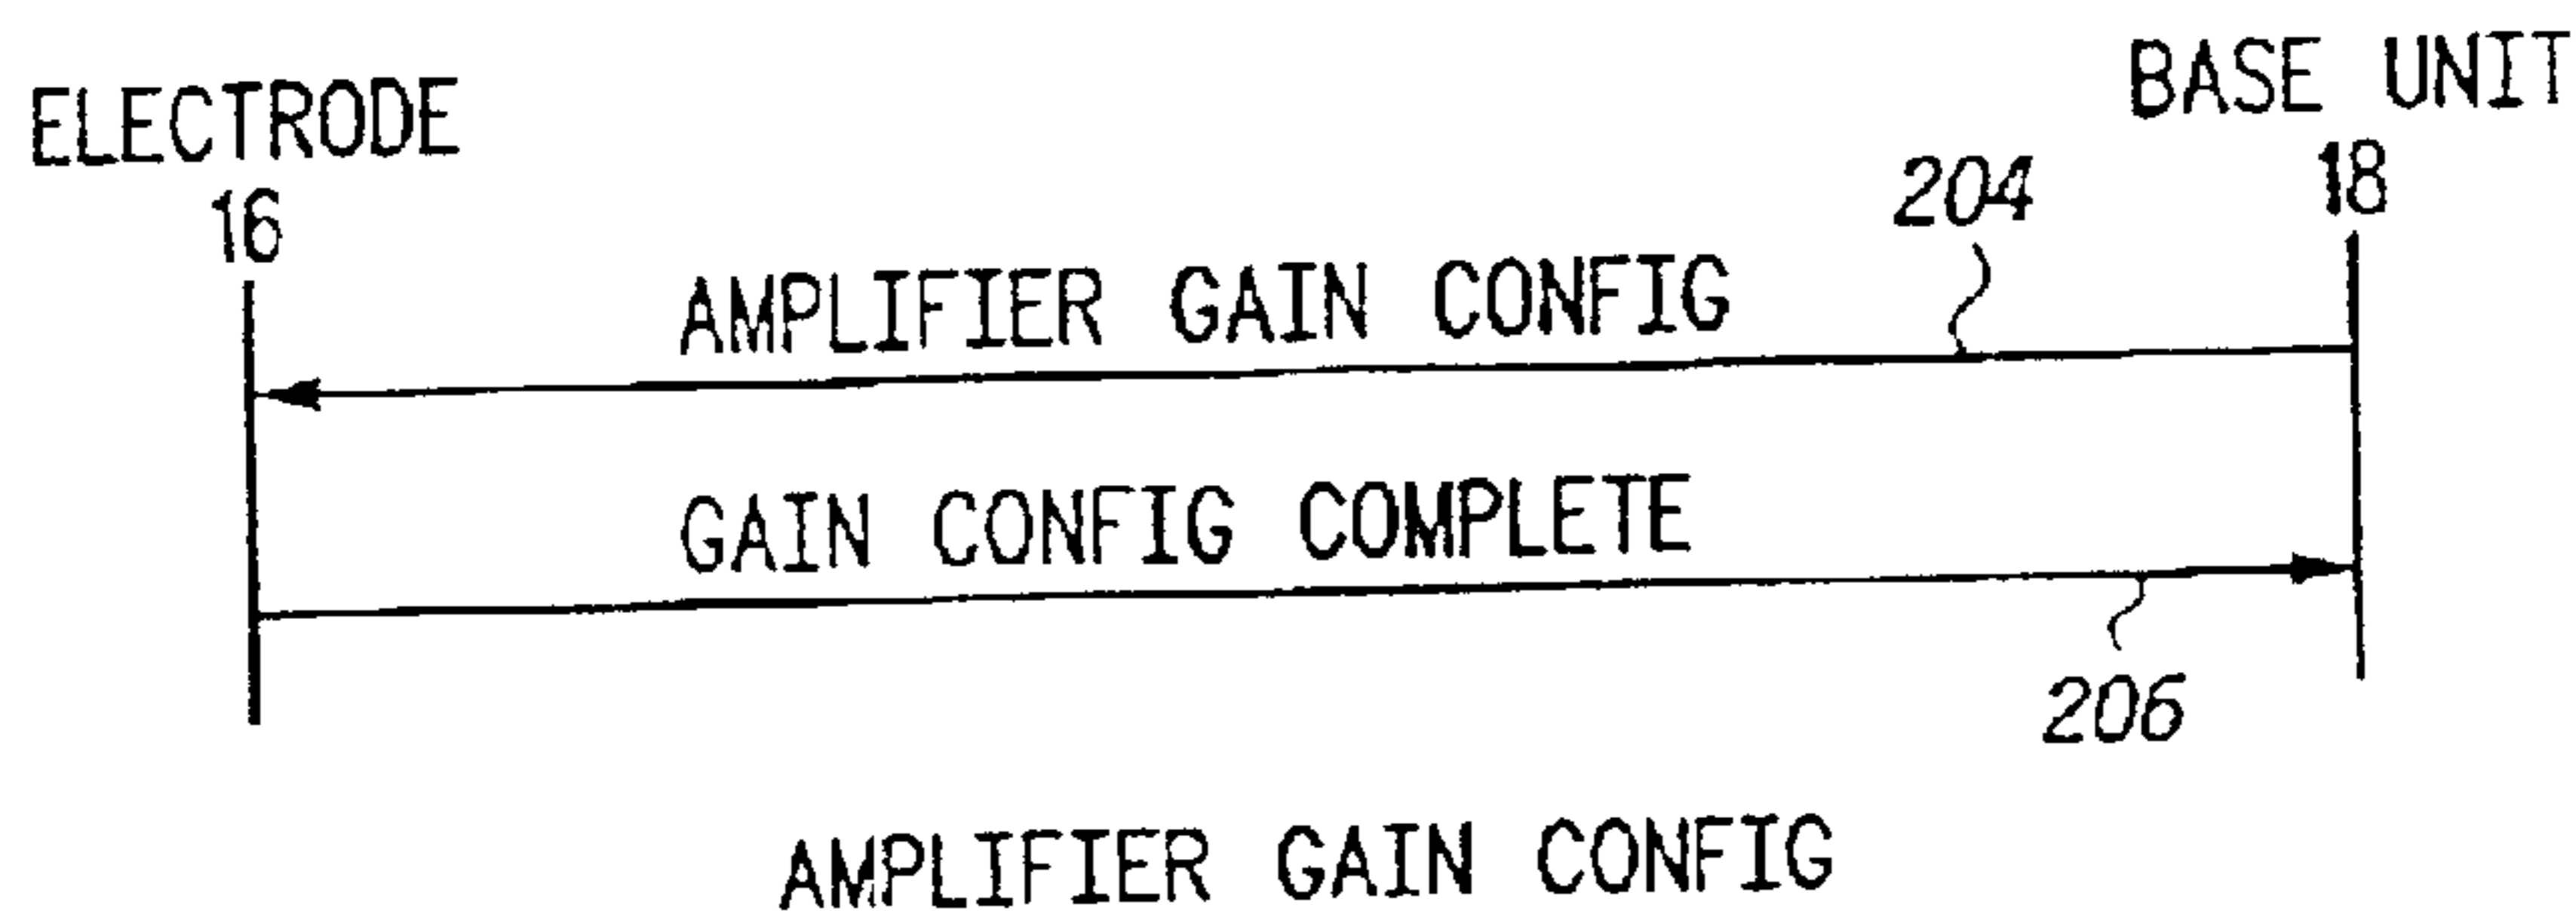 ELECTRODE
16
BASE UNIT
18
204
AMPLIFIER GAIN CONFIG
GAIN CONFIG COMPLETE
206
AMPLIFIER GAIN CONFIG